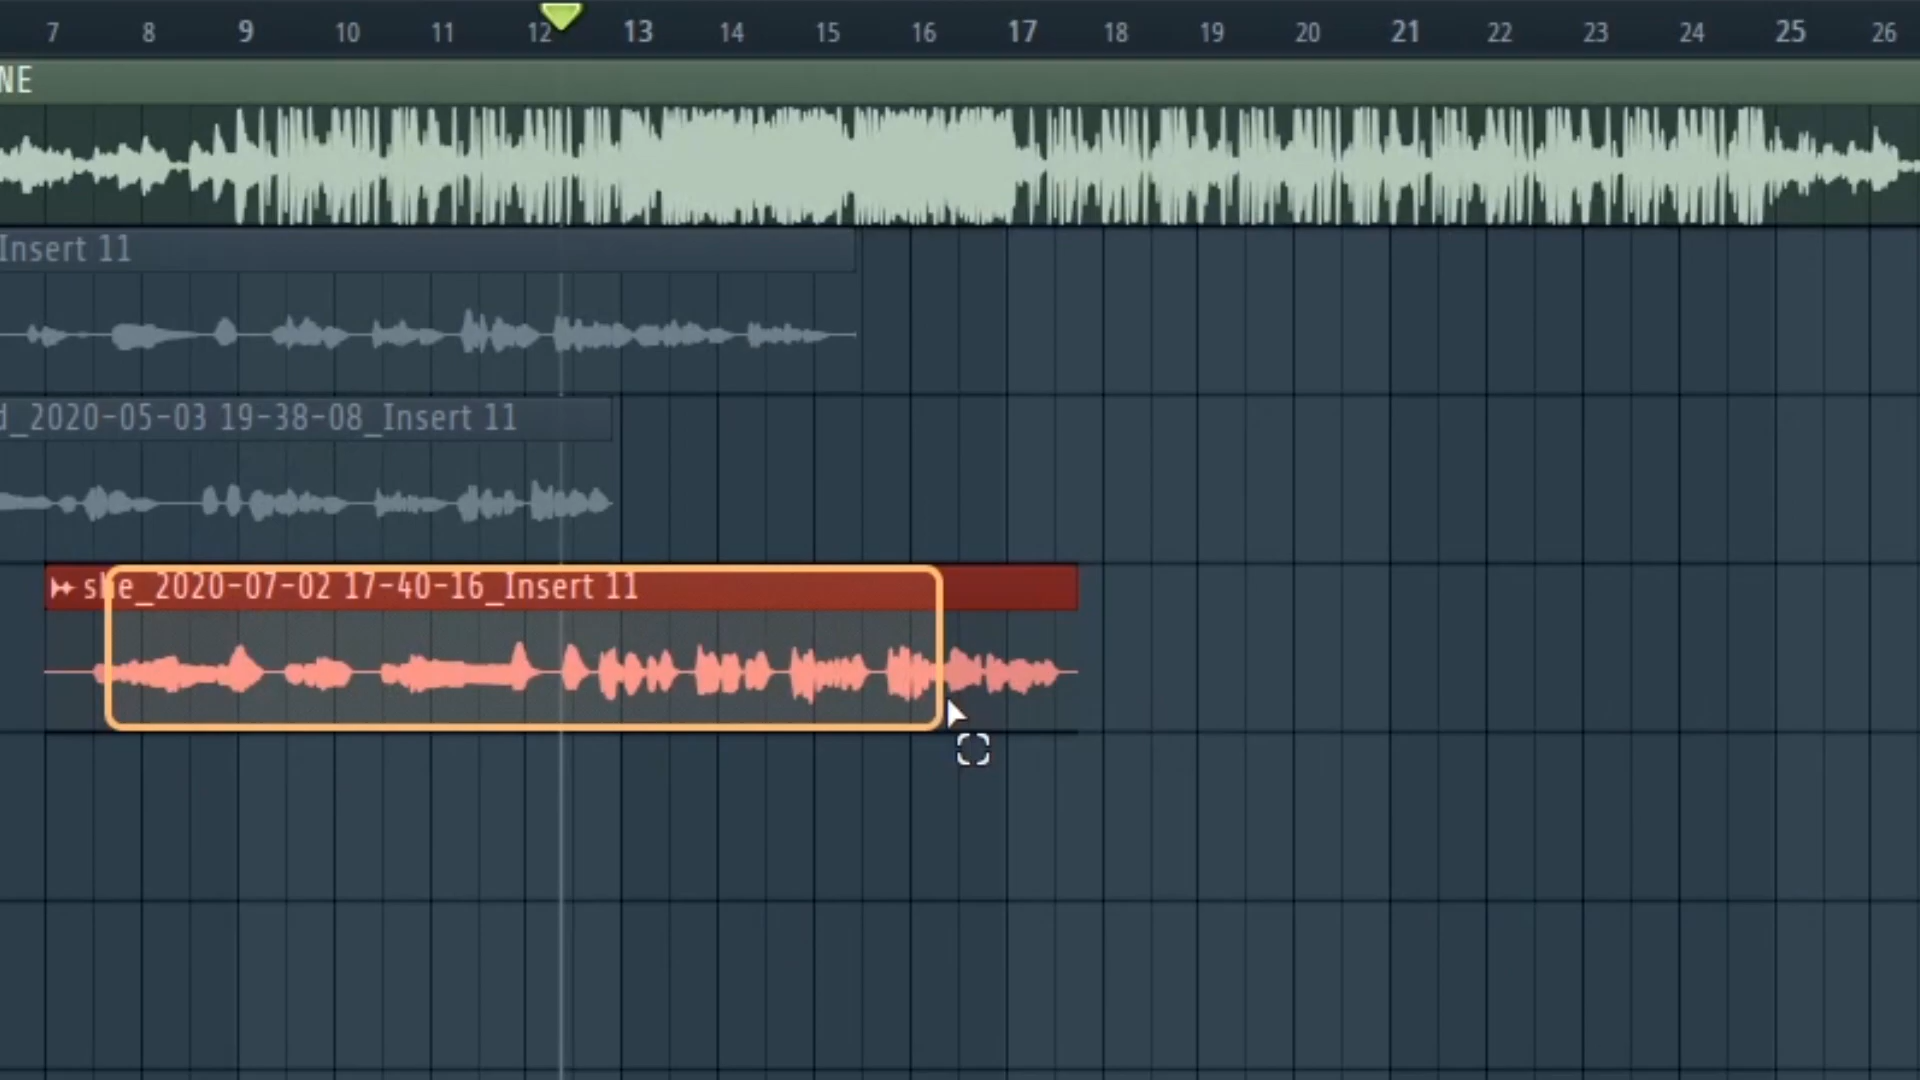 7 8 9 10 11 12 13 14 15 16 17 18 19 20 21 22 23 24 25 26
NE
Insert 11
d_2020-05-03 19-38-08_Insert 11
she_2020-07-02 17-40-16_Insert 11